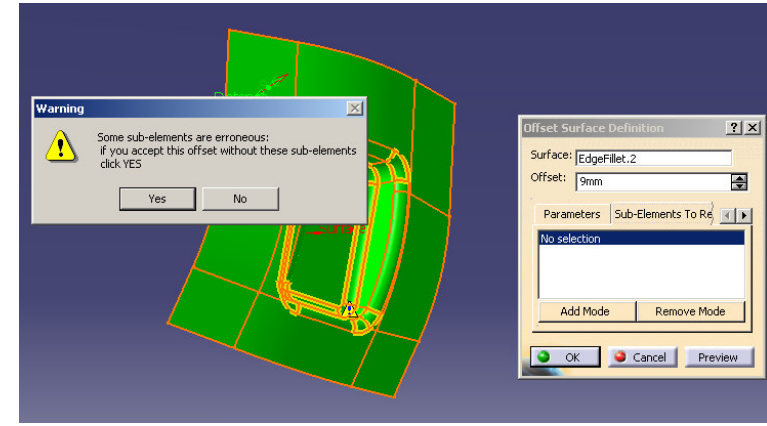 Warning
Some sub-elements are erroneous:
if you accept this offset without these sub-elements
click YES
Yes
No
Offset Surface Definition
Surface: EdgeFillet.2
Offset: 9mm
Parameters
Sub-Elements To Re
No selection
Add Mode
Remove Mode
OK
Cancel
Preview